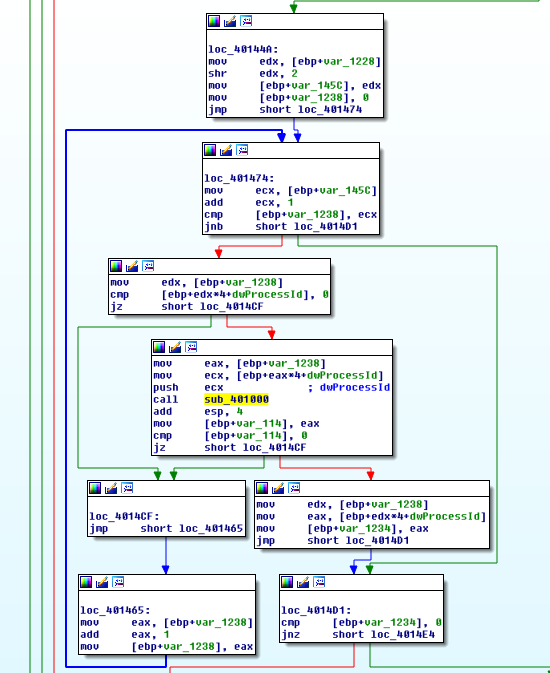 loc_40144A:
mov     edx, [ebp+var_1228]
shr     edx, 2
mov     [ebp+var_145C], edx
mov     [ebp+var_1238], 0
jmp     short loc_401474
loc_401474:
mov     ecx, [ebp+var_145C]
add     ecx, 1
cmp     [ebp+var_1238], ecx
jnb     short loc_4014D1
mov     edx, [ebp+var_1238]
cmp     [ebp+edx*4+dwProcessId], 0
jz      short loc_4014CF
mov     eax, [ebp+var_1238]
mov     ecx, [ebp+eax*4+dwProcessId]
push    ecx             ; dwProcessId
call    sub_401000
add     esp, 4
mov     [ebp+var_114], eax
cmp     [ebp+var_114], 0
jz      short loc_4014CF
loc_4014CF:
jmp     short loc_401465
mov     edx, [ebp+var_1238]
mov     eax, [ebp+edx*4+dwProcessId]
mov     [ebp+var_1234], eax
jmp     short loc_4014D1
loc_401465:
mov     eax, [ebp+var_1238]
add     eax, 1
mov     [ebp+var_1238], eax
loc_4014D1:
cmp     [ebp+var_1234], 0
jnz     short loc_4014E4